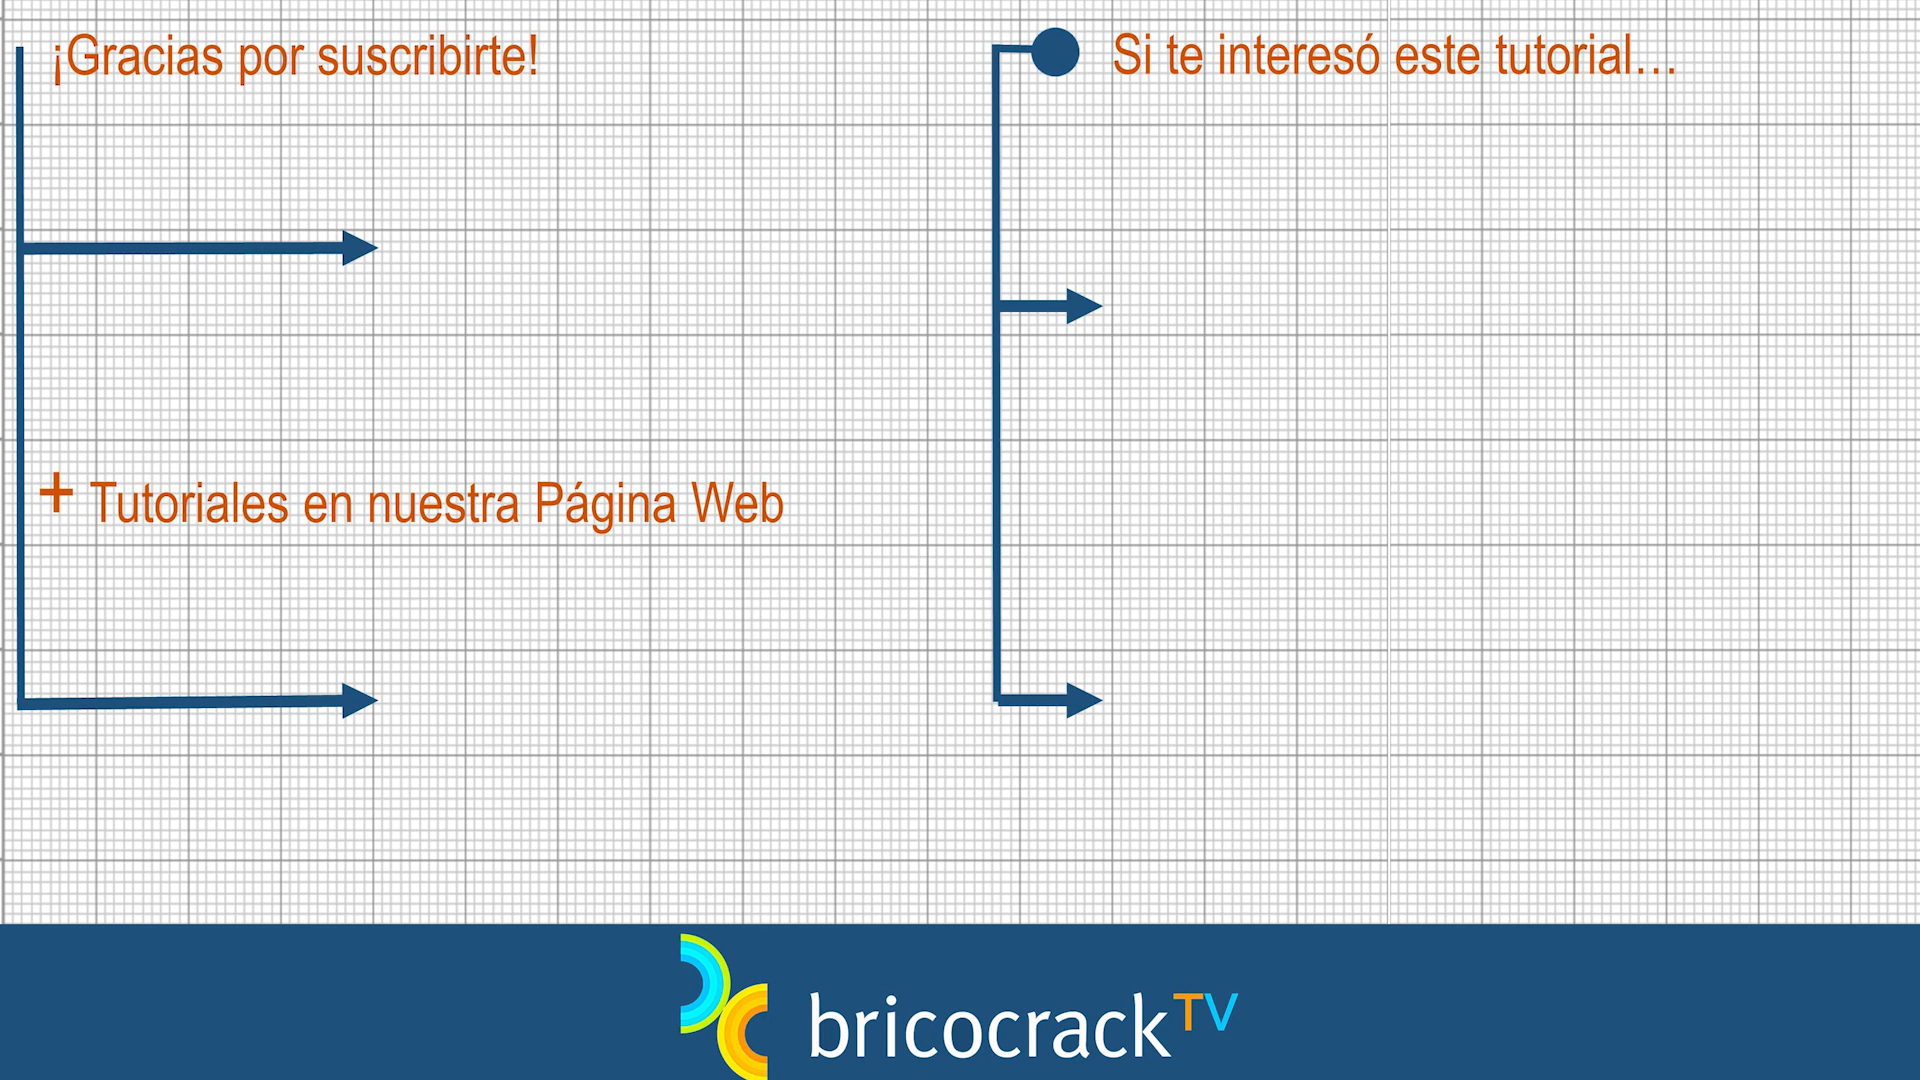 ¡Gracias por suscribirte!
+ Tutoriales en nuestra Página Web
Si te interesó este tutorial...
bricocrackTV